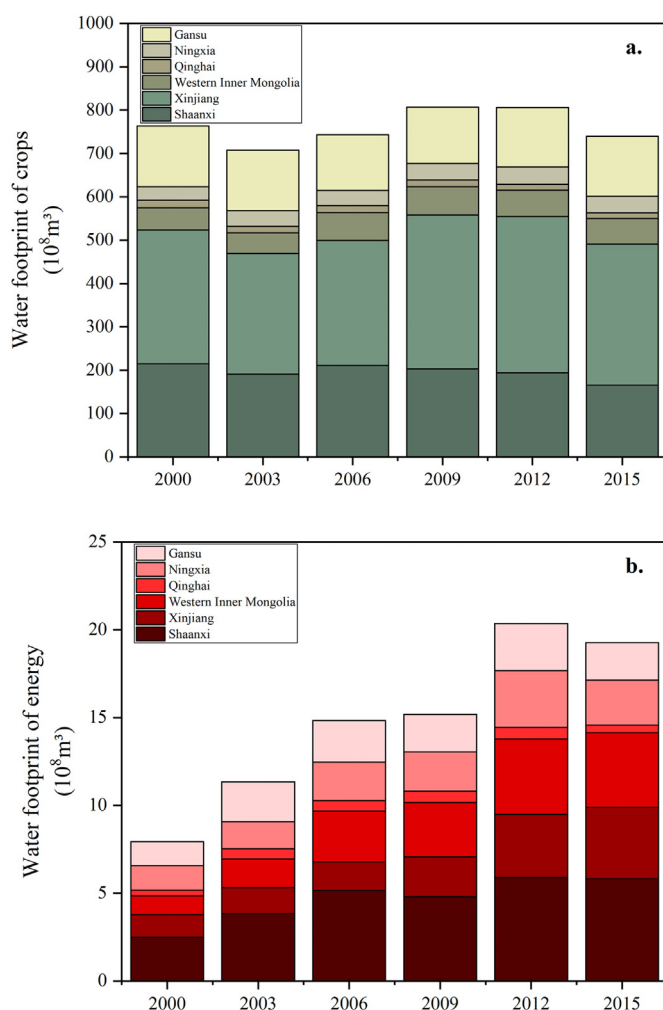 a.
Gansu
Ningxia
Qinghai
Western Inner Mongolia
Xinjiang
Shaanxi
Water footprint of crops
(10⁸m³)
1000
900
800
700
600
500
400
300
200
100
0
2000 2003 2006 2009 2012 2015
b.
Gansu
Ningxia
Qinghai
Western Inner Mongolia
Xinjiang
Shaanxi
Water footprint of energy
(10⁸m³)
25
20
15
10
5
0
2000 2003 2006 2009 2012 2015